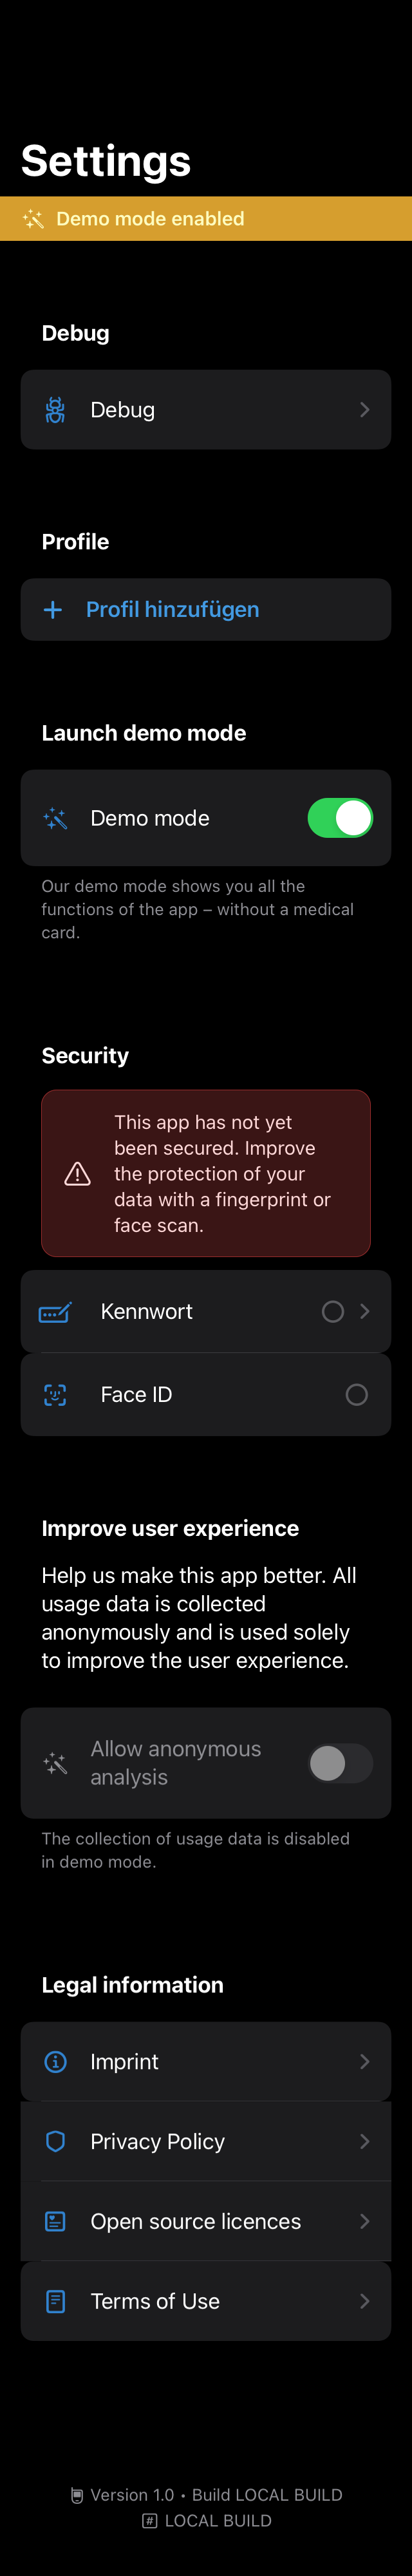 Settings
Demo mode enabled
Debug
Debug
Profile
Profil hinzufügen
Launch demo mode
Demo mode
Our demo mode shows you all the
functions of the app – without a medical
card.
Security
This app has not yet
been secured. Improve
the protection of your
data with a fingerprint or
face scan.
Kennwort
Face ID
Improve user experience
Help us make this app better. All
usage data is collected
anonymously and is used solely
to improve the user experience.
Allow anonymous
analysis
The collection of usage data is disabled
in demo mode.
Legal information
Imprint
Privacy Policy
Open source licences
Terms of Use
Version 1.0 • Build LOCAL BUILD
# LOCAL BUILD